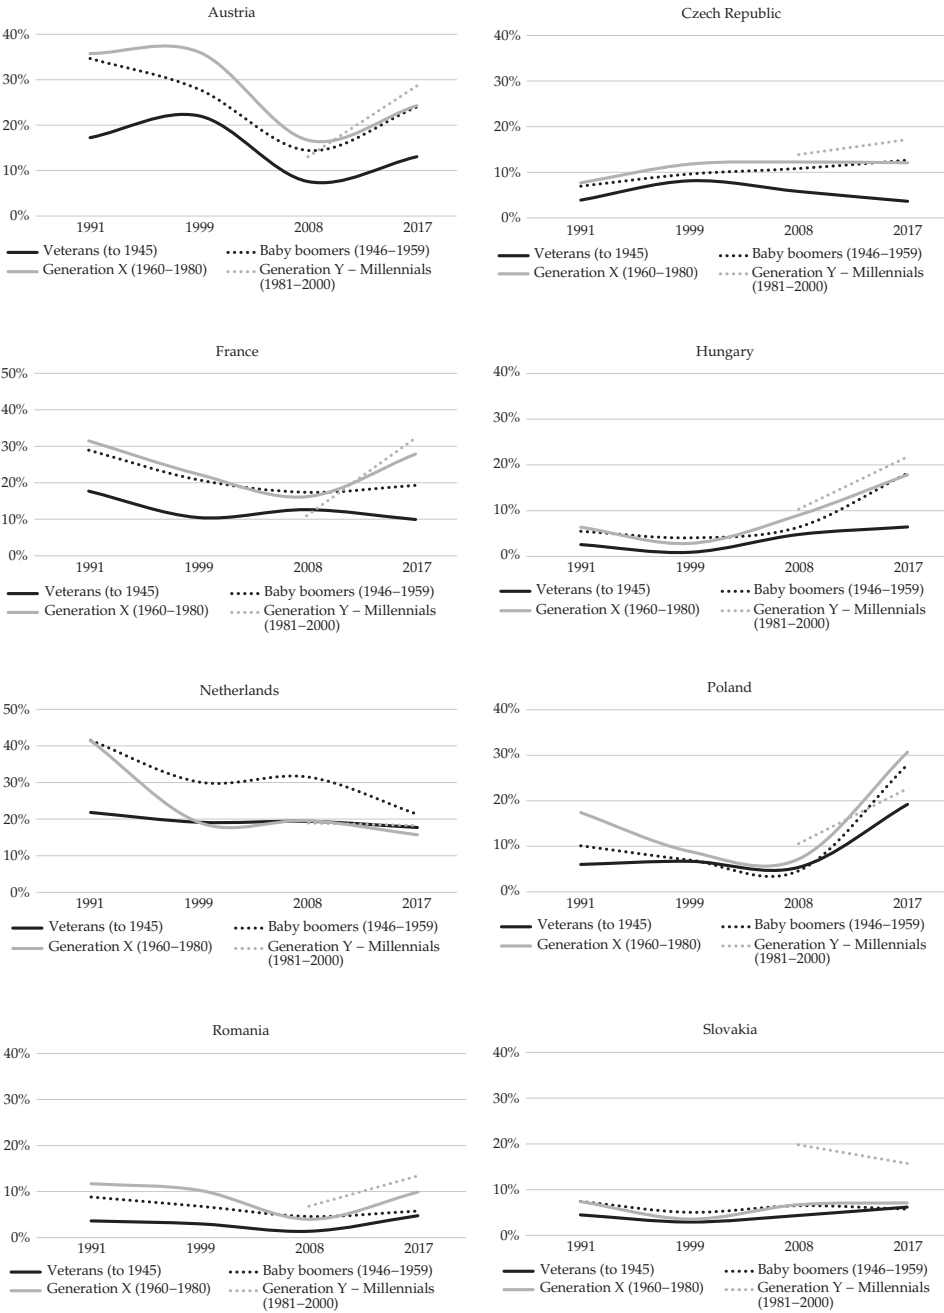 Austria
40%
30%
20%
10%
0%
1991 1999 2008 2017
Veterans (to 1945) Baby boomers (1946–1959)
Generation X (1960–1980) Generation Y – Millennials
(1981–2000)
Czech Republic
40%
30%
20%
10%
0%
1991 1999 2008 2017
Veterans (to 1945) Baby boomers (1946–1959)
Generation X (1960–1980) Generation Y – Millennials
(1981–2000)
France
50%
40%
30%
20%
10%
0%
1991 1999 2008 2017
Veterans (to 1945) Baby boomers (1946–1959)
Generation X (1960–1980) Generation Y – Millennials
(1981–2000)
Hungary
40%
30%
20%
10%
0%
1991 1999 2008 2017
Veterans (to 1945) Baby boomers (1946–1959)
Generation X (1960–1980) Generation Y – Millennials
(1981–2000)
Netherlands
50%
40%
30%
20%
10%
0%
1991 1999 2008 2017
Veterans (to 1945) Baby boomers (1946–1959)
Generation X (1960–1980) Generation Y – Millennials
(1981–2000)
Poland
40%
30%
20%
10%
0%
1991 1999 2008 2017
Veterans (to 1945) Baby boomers (1946–1959)
Generation X (1960–1980) Generation Y – Millennials
(1981–2000)
Romania
40%
30%
20%
10%
0%
1991 1999 2008 2017
Veterans (to 1945) Baby boomers (1946–1959)
Generation X (1960–1980) Generation Y – Millennials
(1981–2000)
Slovakia
40%
30%
20%
10%
0%
1991 1999 2008 2017
Veterans (to 1945) Baby boomers (1946–1959)
Generation X (1960–1980) Generation Y – Millennials
(1981–2000)